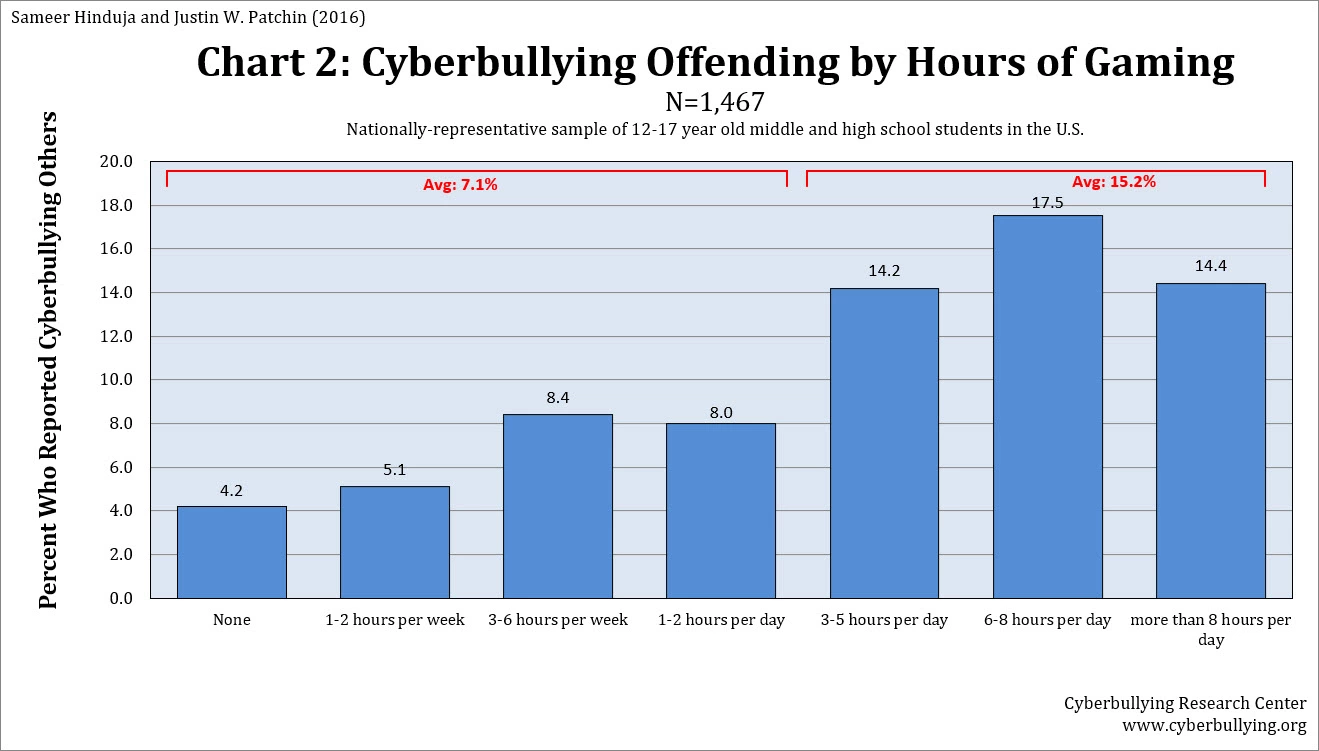 Sameer Hinduja and Justin W. Patchin (2016)
Chart 2: Cyberbullying Offending by Hours of Gaming
N=1,467
Nationally-representative sample of 12-17 year old middle and high school students in the U.S.
Percent Who Reported Cyberbullying Others
20.0
18.0
16.0
14.0
12.0
10.0
8.0
6.0
4.0
2.0
0.0
Avg: 7.1%
Avg: 15.2%
4.2
5.1
8.4
8.0
14.2
17.5
14.4
None
1-2 hours per week
3-6 hours per week
1-2 hours per day
3-5 hours per day
6-8 hours per day
more than 8 hours per
day
Cyberbullying Research Center
www.cyberbullying.org